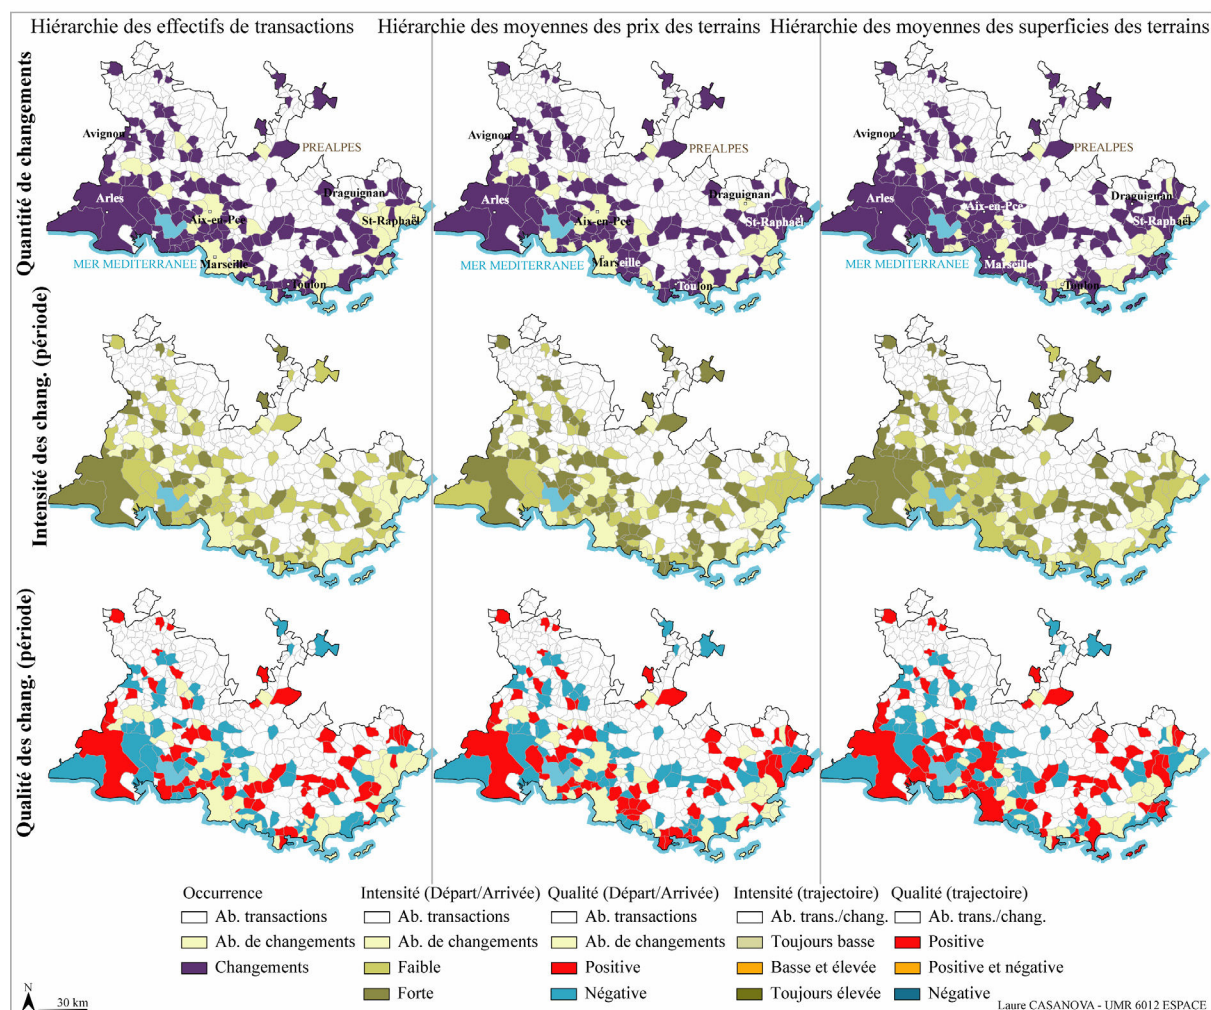 Hiérarchie des effectifs de transactions
Hiérarchie des moyennes des prix des terrains
Hiérarchie des moyennes des superficies des terrains
Quantité de changements
Avignon
PREALPES
Arles
Draguignan
Aix-en-Pce
St-Raphaël
MER MEDITERRANEE
Marseille
Toulon
Avignon
PREALPES
Arles
Draguignan
Aix-en-Pce
St-Raphaël
MER MEDITERRANEE
Marseille
Toulon
Avignon
PREALPES
Arles
Draguignan
Aix-en-Pce
St-Raphaël
MER MEDITERRANEE
Marseille
Toulon
Intensité des chang. (période)
Qualité des chang. (période)
Occurrence
Ab. transactions
Ab. de changements
Changements
Intensité (Départ/Arrivée)
Ab. transactions
Ab. de changements
Faible
Forte
Qualité (Départ/Arrivée)
Ab. transactions
Ab. de changements
Positive
Négative
Intensité (trajectoire)
Ab. trans./chang.
Toujours basse
Basse et élevée
Toujours élevée
Qualité (trajectoire)
Ab. trans./chang.
Positive
Positive et négative
Négative
N
30 km
Laure CASANOVA - UMR 6012 ESPACE